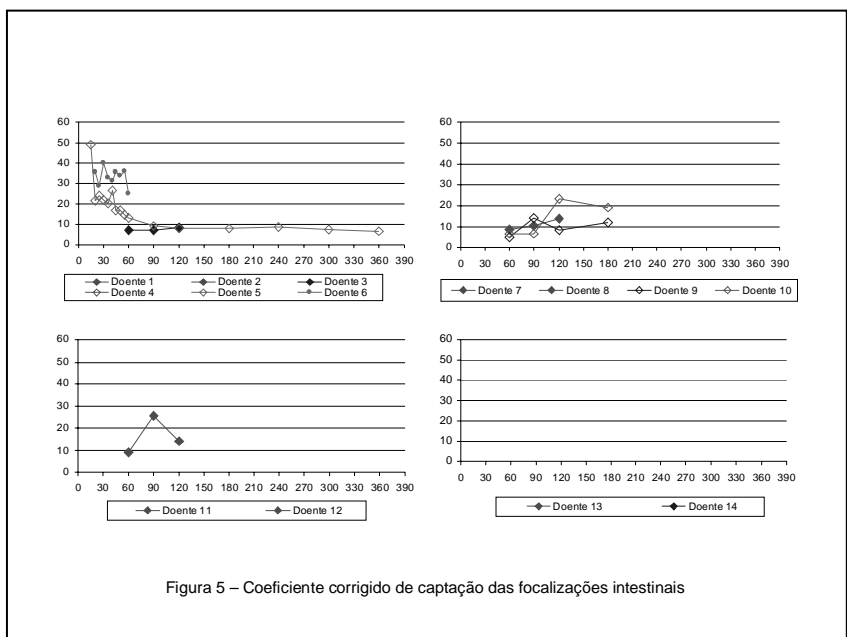 60
50
40
30
20
10
0
0 30 60 90 120 150 180 210 240 270 300 330 360 390
Doente 1 Doente 2 Doente 3
Doente 4 Doente 5 Doente 6
60
50
40
30
20
10
0
0 30 60 90 120 150 180 210 240 270 300 330 360 390
Doente 7 Doente 8 Doente 9 Doente 10
60
50
40
30
20
10
0
0 30 60 90 120 150 180 210 240 270 300 330 360 390
Doente 11 Doente 12
60
50
40
30
20
10
0
0 30 60 90 120 150 180 210 240 270 300 330 360 390
Doente 13 Doente 14
Figura 5 – Coeficiente corrigido de captação das focalizações intestinais